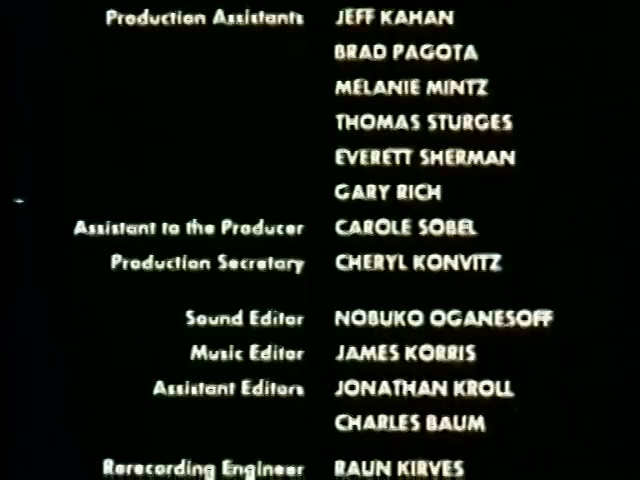 Production Assistants JEFF KAHAN
BRAD PAGOTA
MELANIE MINTZ
THOMAS STURGES
EVERETT SHERMAN
GARY RICH
Assistant to the Producer CAROLE SOBEL
Production Secretary CHERYL KONVITZ
Sound Editor NOBUKO OGANESOFF
Music Editor JAMES KORRIS
Assistant Editors JONATHAN KROLL
CHARLES BAUM
Rerecording Engineer RAUN KIRVES